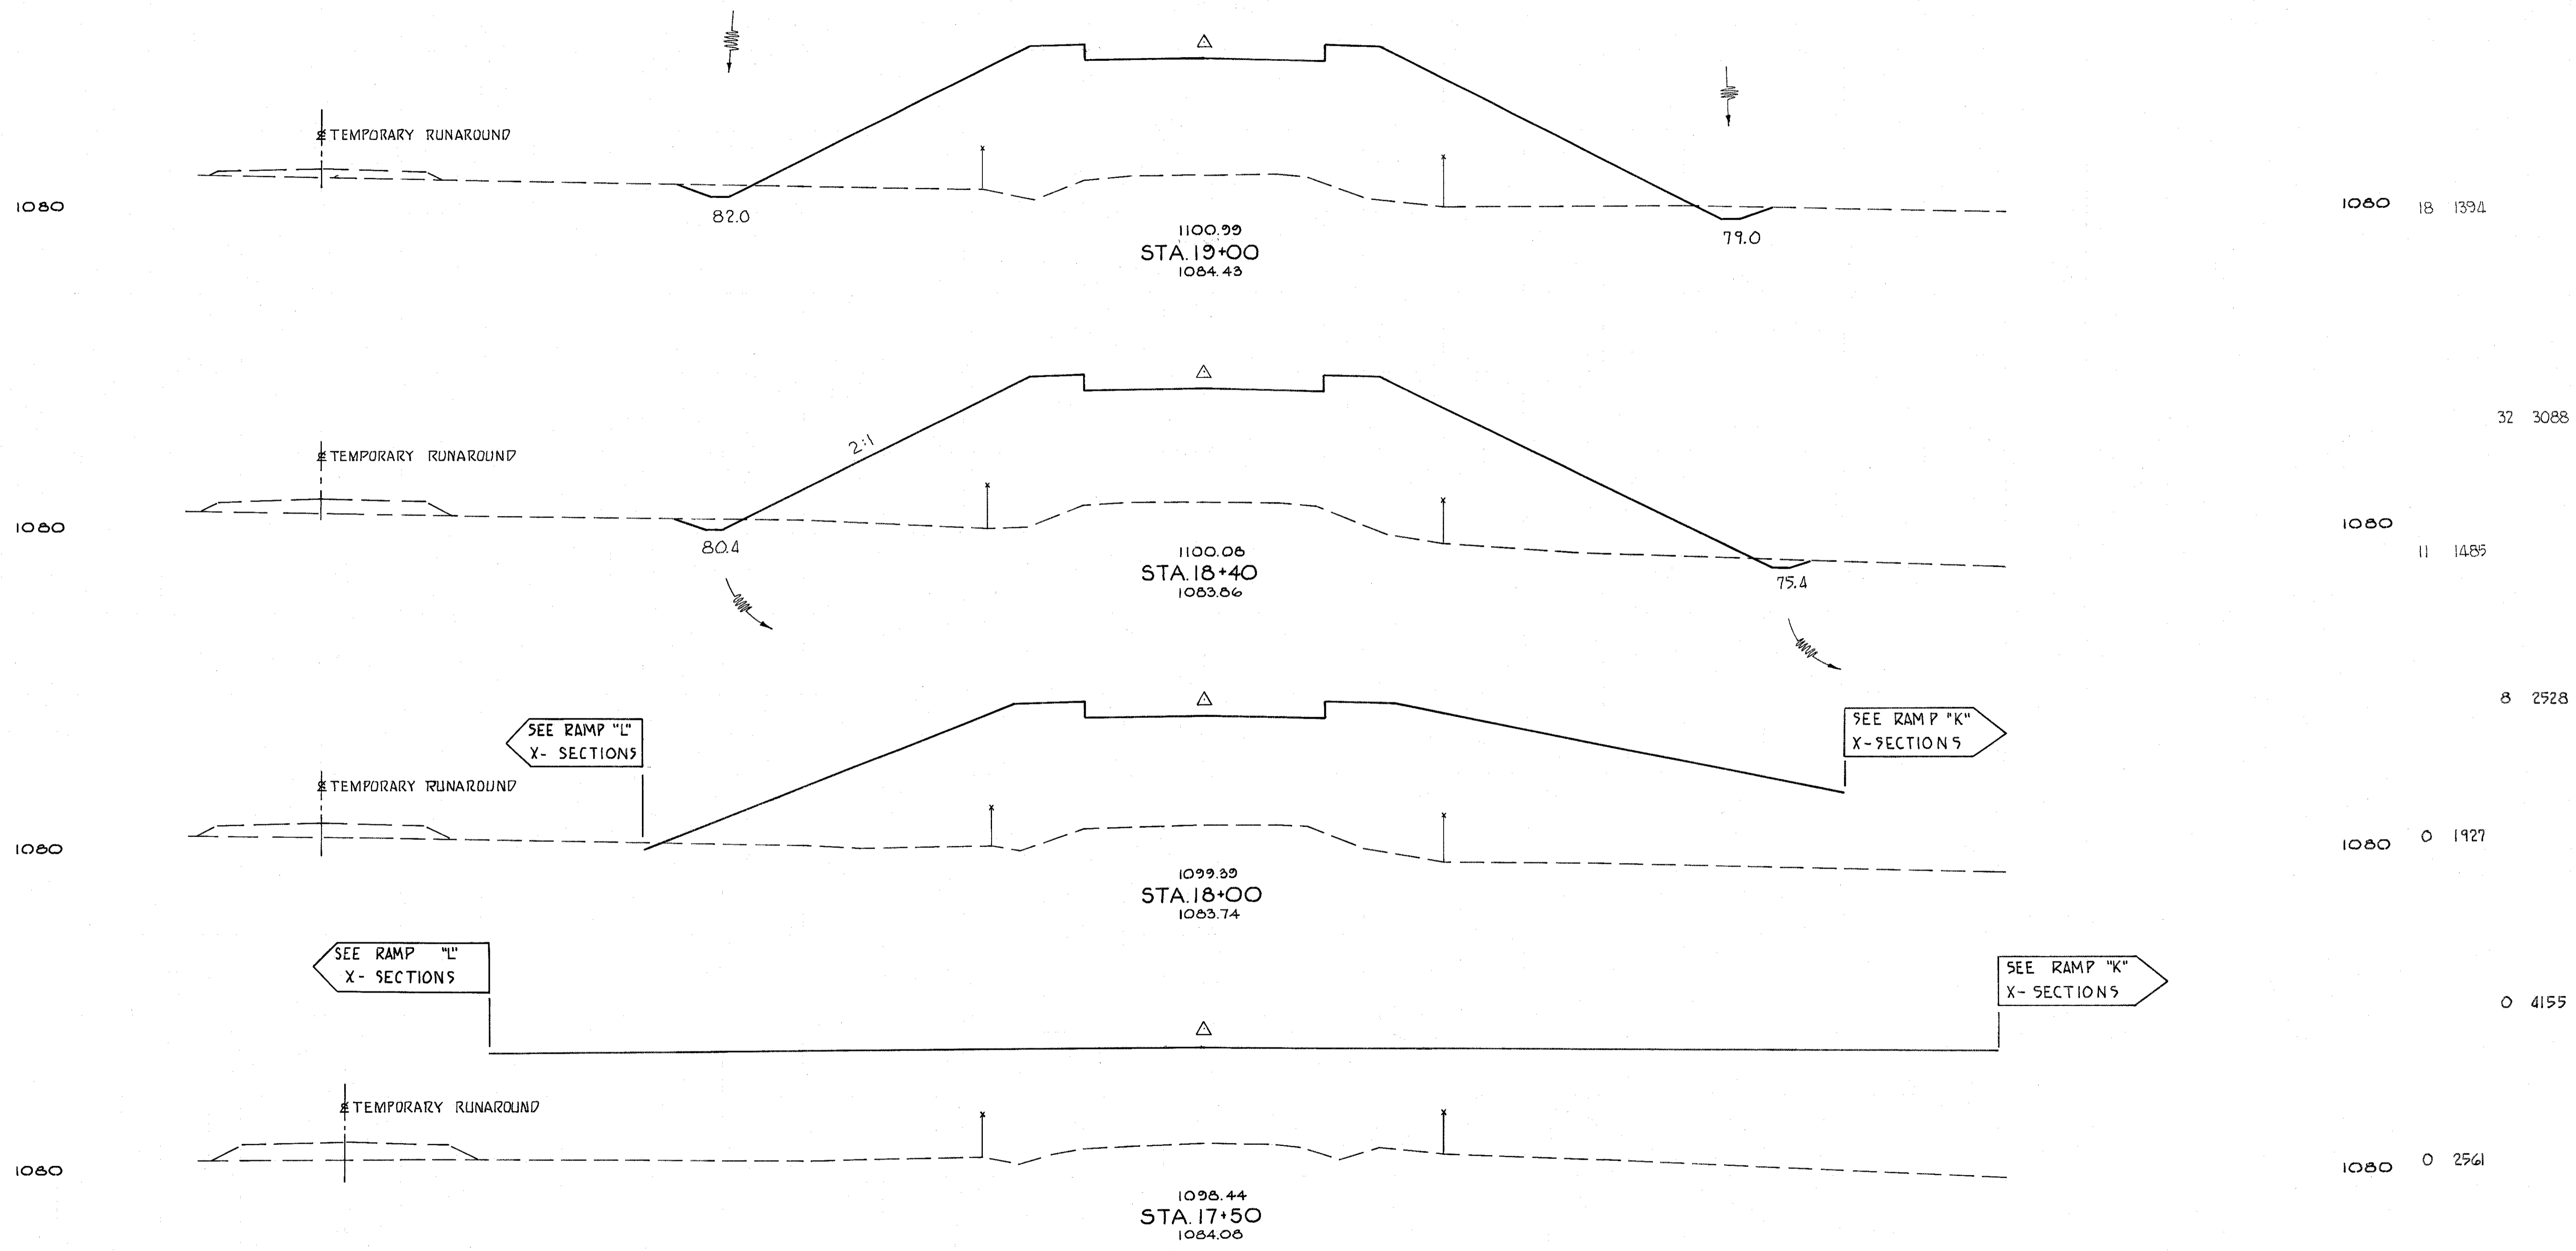 TEMPORARY RUNAROUND
1080
82.0
79.0
1080 18 1394
1100.99
STA. 19+00
1084.43
32 3088
2:1
TEMPORARY RUNAROUND
1080
80.4
75.4
1080
11 1485
1100.08
STA. 18+40
1083.86
8 2528
SEE RAMP "L"
X- SECTIONS
SEE RAMP "K"
X-SECTIONS
TEMPORARY RUNAROUND
1080
1080 0 1927
1099.39
STA. 18+00
1083.74
SEE RAMP "L"
X- SECTIONS
SEE RAMP "K"
X- SECTIONS
0 4155
TEMPORARY RUNAROUND
1080
1080 0 2561
1098.44
STA. 17+50
1084.08